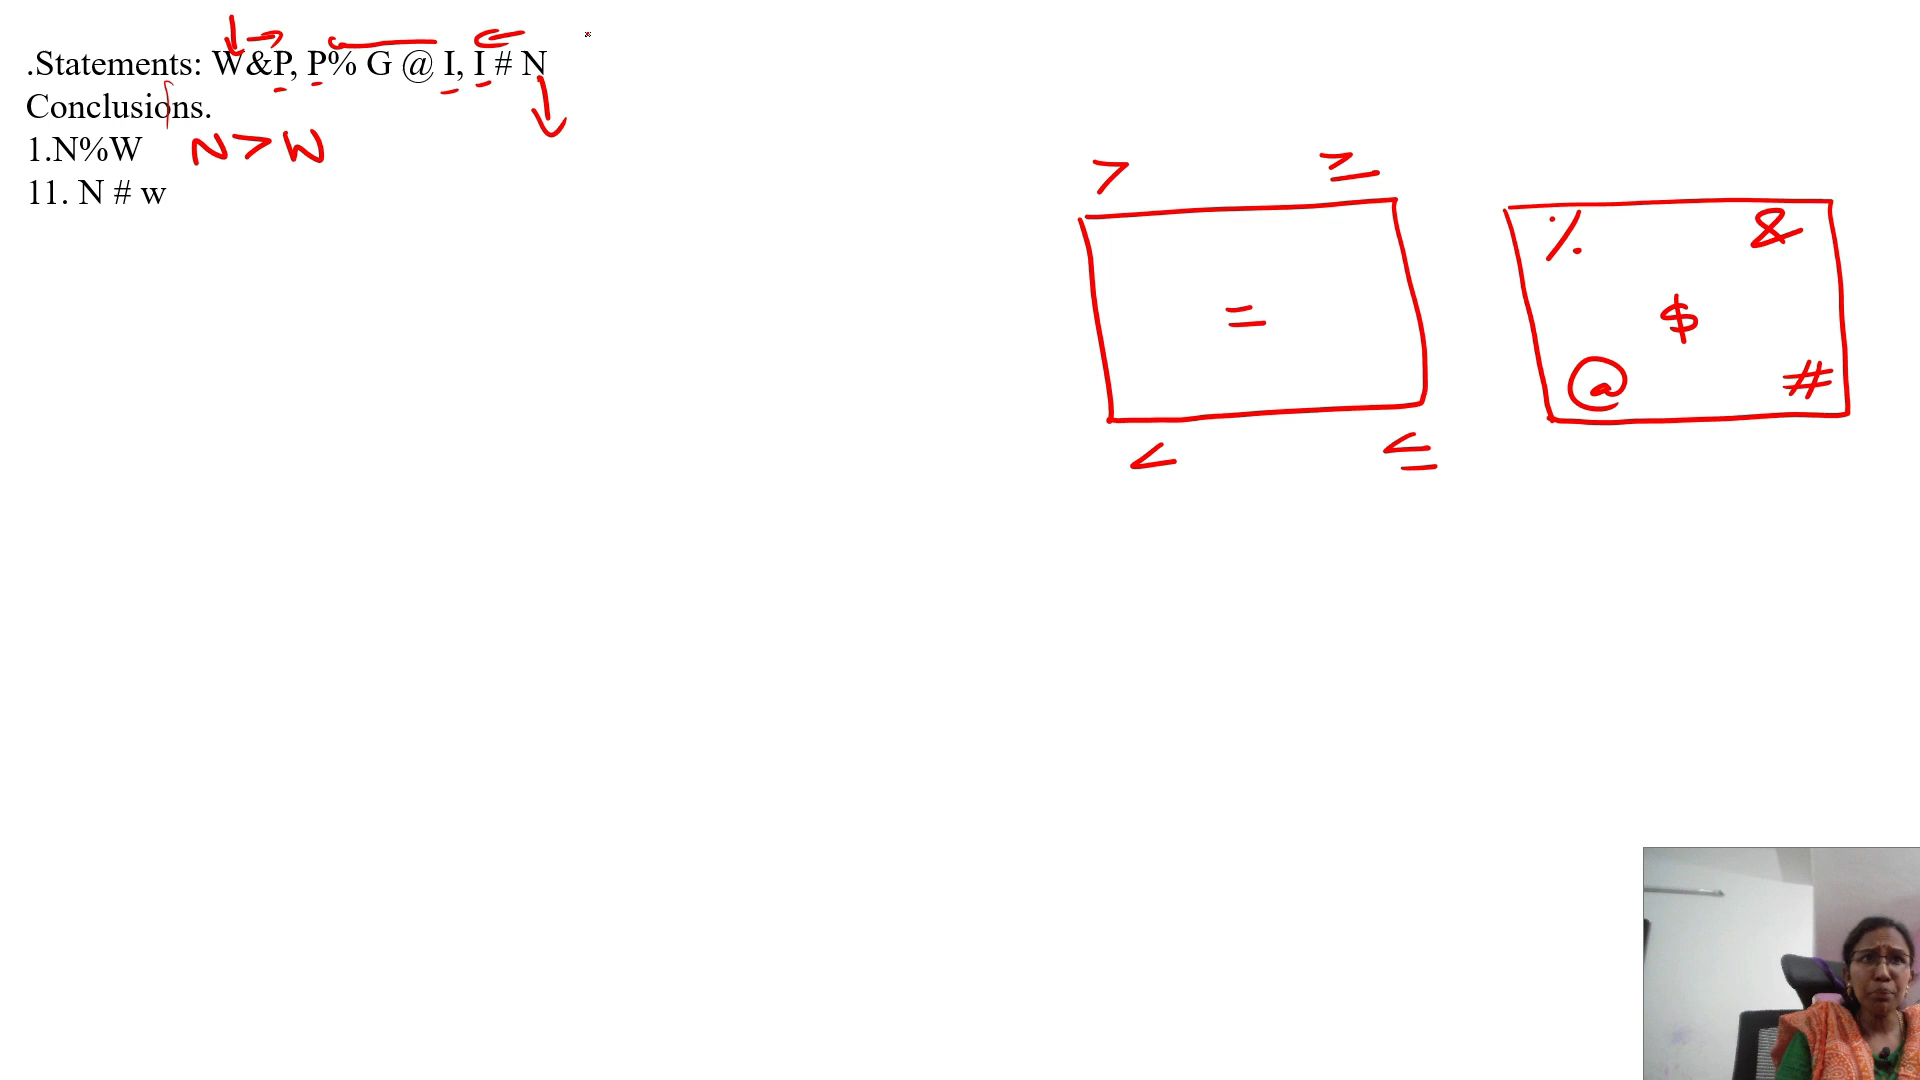 .Statements: W&P, P% G @ I, I # N
Conclusions.
1.N%W N > W
11. N # w
> ≥
% &
= $
@ #
< ≤